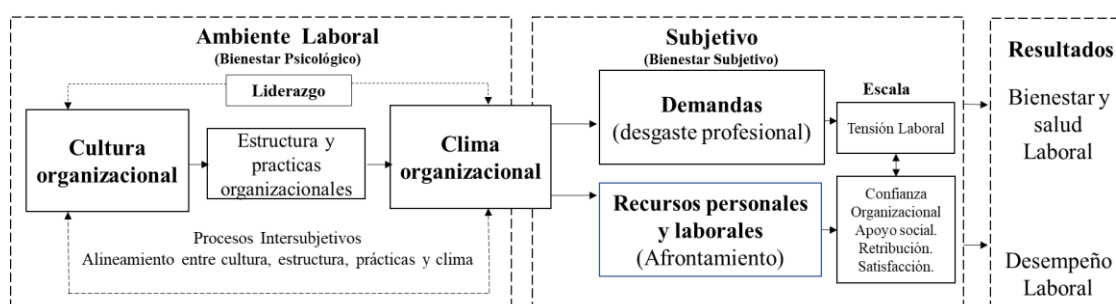 Ambiente Laboral
(Bienestar Psicológico)
Liderazgo
Cultura
organizacional
Estructura y
practicas
organizacionales
Clima
organizacional
Procesos Intersubjetivos
Alineamiento entre cultura, estructura, prácticas y clima
Subjetivo
(Bienestar Subjetivo)
Demandas
(desgaste profesional)
Recursos personales
y laborales
(Afrontamiento)
Escala
Tensión Laboral
Confianza
Organizacional
Apoyo social.
Retribución.
Satisfacción.
Resultados
Bienestar y
salud
Laboral
Desempeño
Laboral